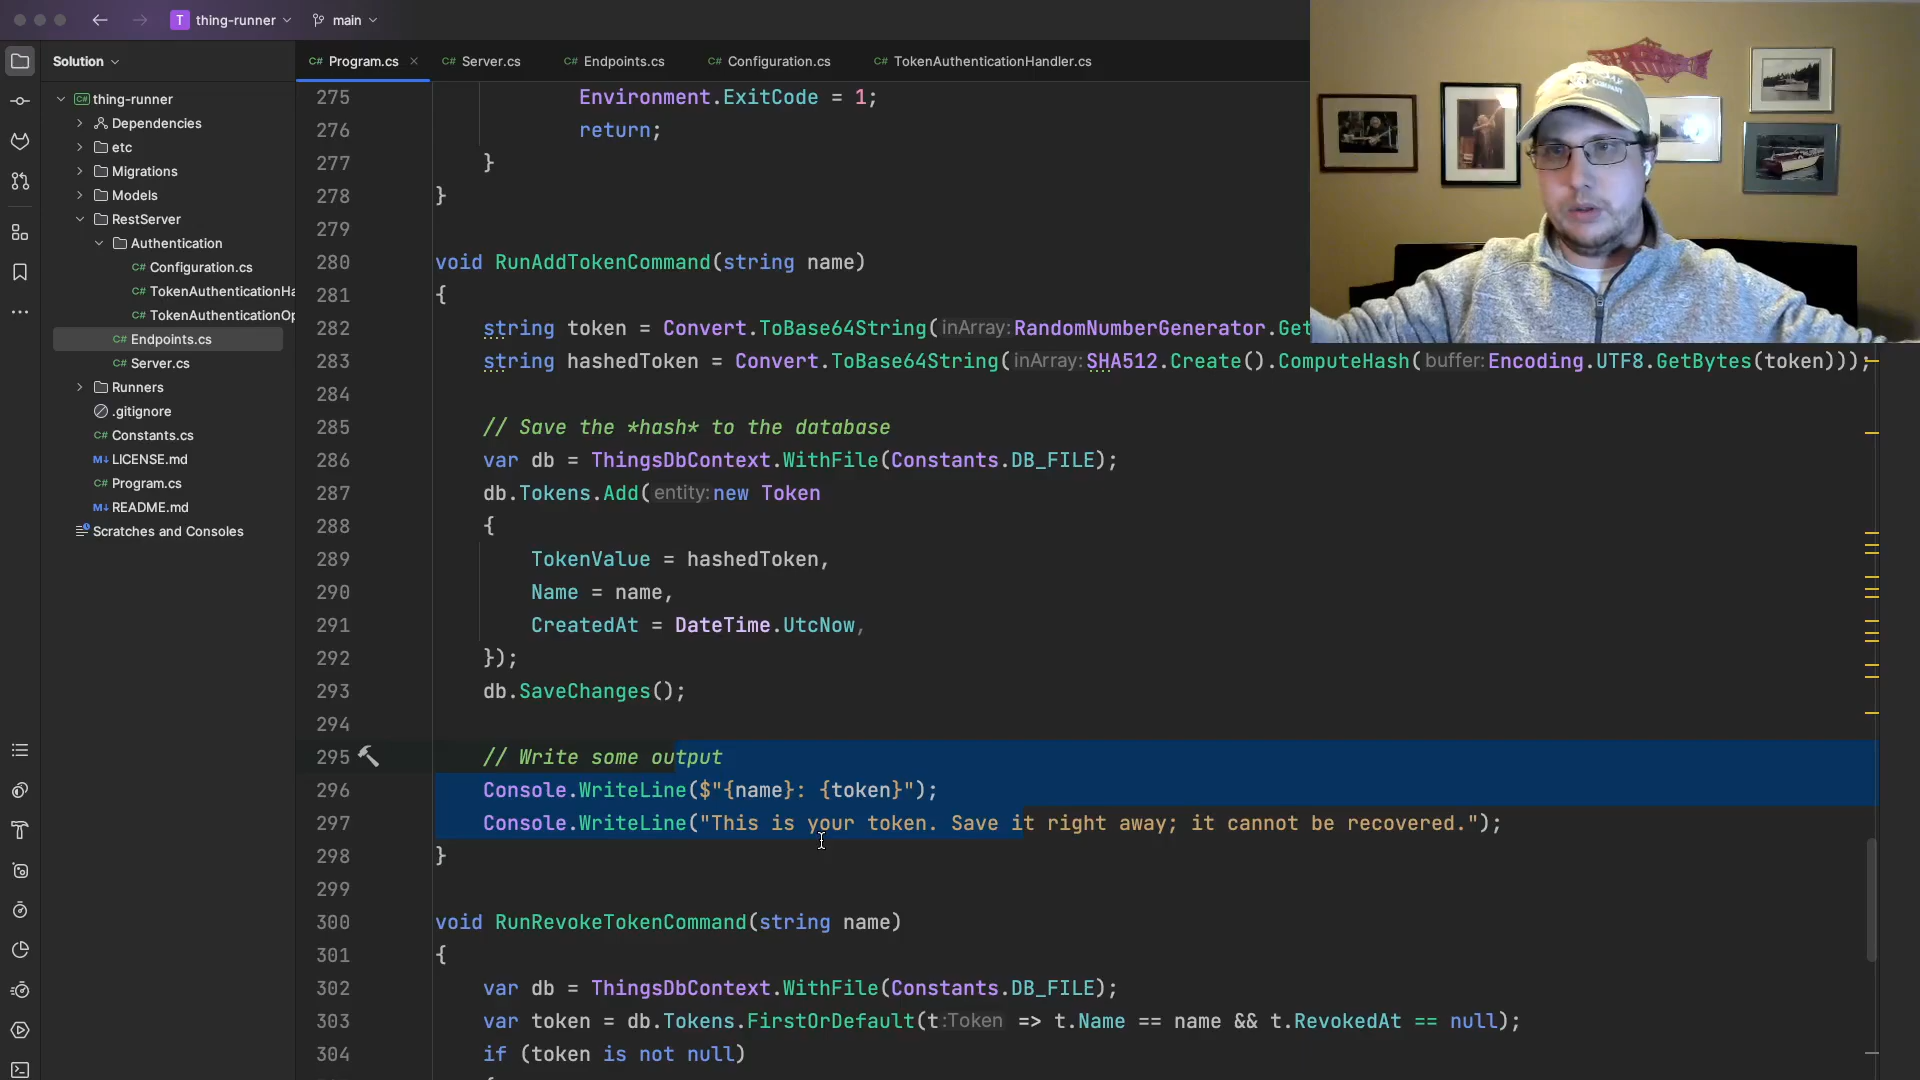 T thing-runner main
Solution
Program.cs
Server.cs
Endpoints.cs
Configuration.cs
TokenAuthenticationHandler.cs
thing-runner
Dependencies
etc
Migrations
Models
RestServer
Authentication
C# Configuration.cs
C# TokenAuthenticationHa
C# TokenAuthenticationOp
C# Endpoints.cs
C# Server.cs
Runners
.gitignore
C# Constants.cs
M↓ LICENSE.md
C# Program.cs
M↓ README.md
Scratches and Consoles
275 Environment.ExitCode = 1;
276 return;
277 }
278 }
279
280 void RunAddTokenCommand(string name)
281 {
282 string token = Convert.ToBase64String(inArray:RandomNumberGenerator.Get
283 string hashedToken = Convert.ToBase64String(inArray:SHA512.Create().ComputeHash(buffer:Encoding.UTF8.GetBytes(token)));
284
285 // Save the *hash* to the database
286 var db = ThingsDbContext.WithFile(Constants.DB_FILE);
287 db.Tokens.Add(entity:new Token
288 {
289 TokenValue = hashedToken,
290 Name = name,
291 CreatedAt = DateTime.UtcNow,
292 });
293 db.SaveChanges();
294
295 // Write some output
296 Console.WriteLine($"{name}: {token}");
297 Console.WriteLine("This is your token. Save it right away; it cannot be recovered.");
298 }
299
300 void RunRevokeTokenCommand(string name)
301 {
302 var db = ThingsDbContext.WithFile(Constants.DB_FILE);
303 var token = db.Tokens.FirstOrDefault(t:Token => t.Name == name && t.RevokedAt == null);
304 if (token is not null)